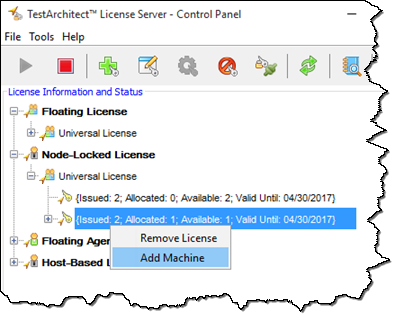 TestArchitect™ License Server - Control Panel
File Tools Help
License Information and Status
Floating License
Universal License
Node-Locked License
Universal License
{Issued: 2; Allocated: 0; Available: 2; Valid Until: 04/30/2017}
{Issued: 2; Allocated: 1; Available: 1; Valid Until: 04/30/2017}
Remove License
Floating Agen
Add Machine
Host-Based L